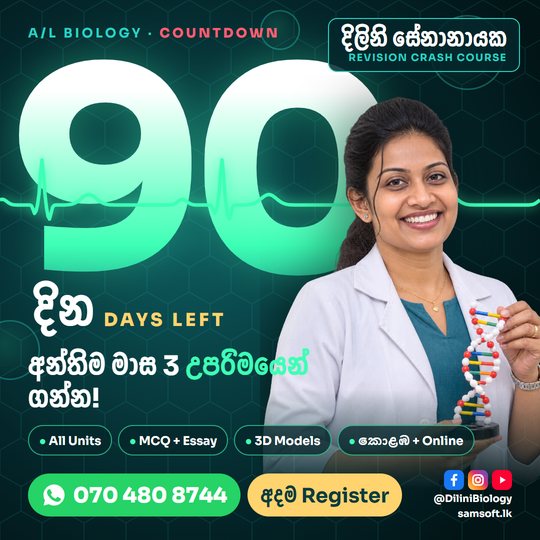 A/L BIOLOGY · COUNTDOWN
දිලිනි සේනානායක
REVISION CRASH COURSE
90
දින DAYS LEFT
අන්තිම මාස 3 උපරිමයෙන්
ගන්න!
All Units
MCQ + Essay
3D Models
කොළඹ + Online
070 480 8744
අදම Register
@DiliniBiology
samsoft.lk